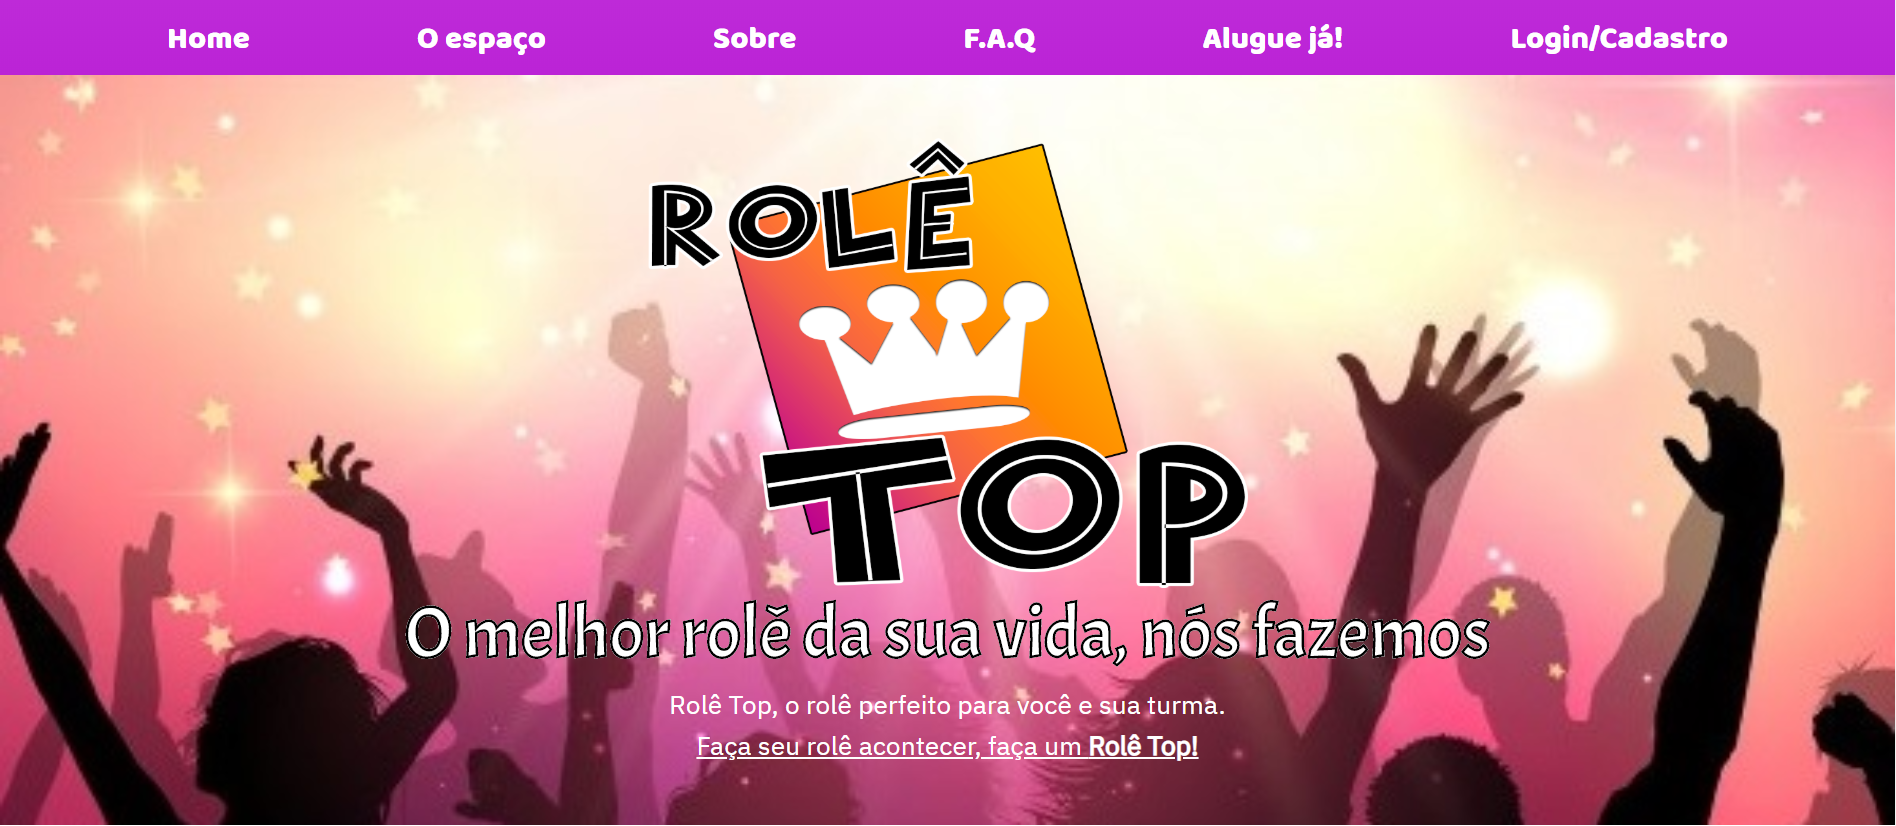 Home O espaço Sobre F.A.Q Alugue já! Login/Cadastro
ROLÊ
TOP
O melhor rolê da sua vida, nós fazemos
Rolê Top, o rolê perfeito para você e sua turma.
Faça seu rolê acontecer, faça um Rolê Top!